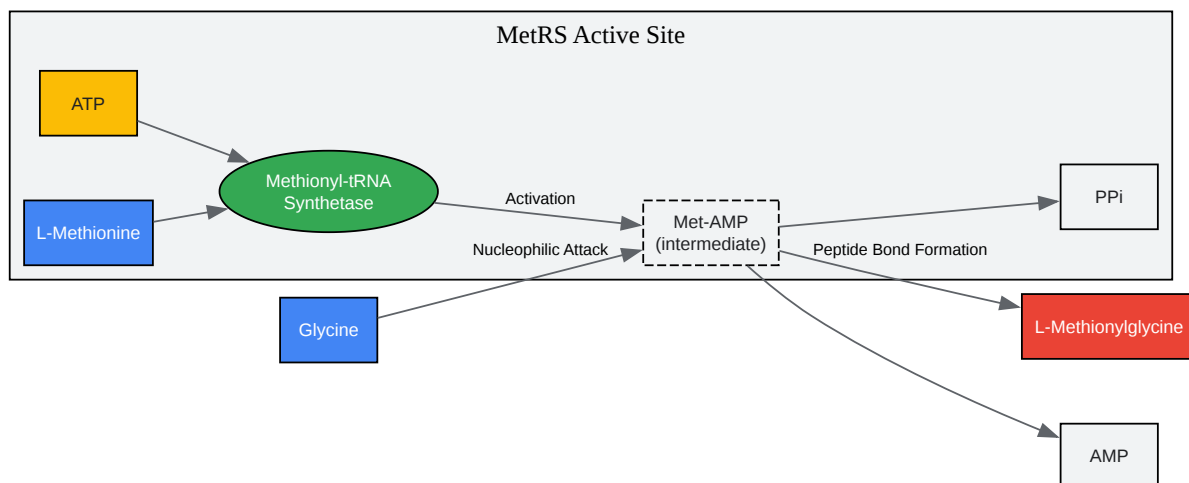 MetRS Active Site
ATP
Methionyl-tRNA
Synthetase
L-Methionine
Activation
Nucleophilic Attack
Met-AMP
(intermediate)
PPi
Peptide Bond Formation
Glycine
L-Methionylglycine
AMP